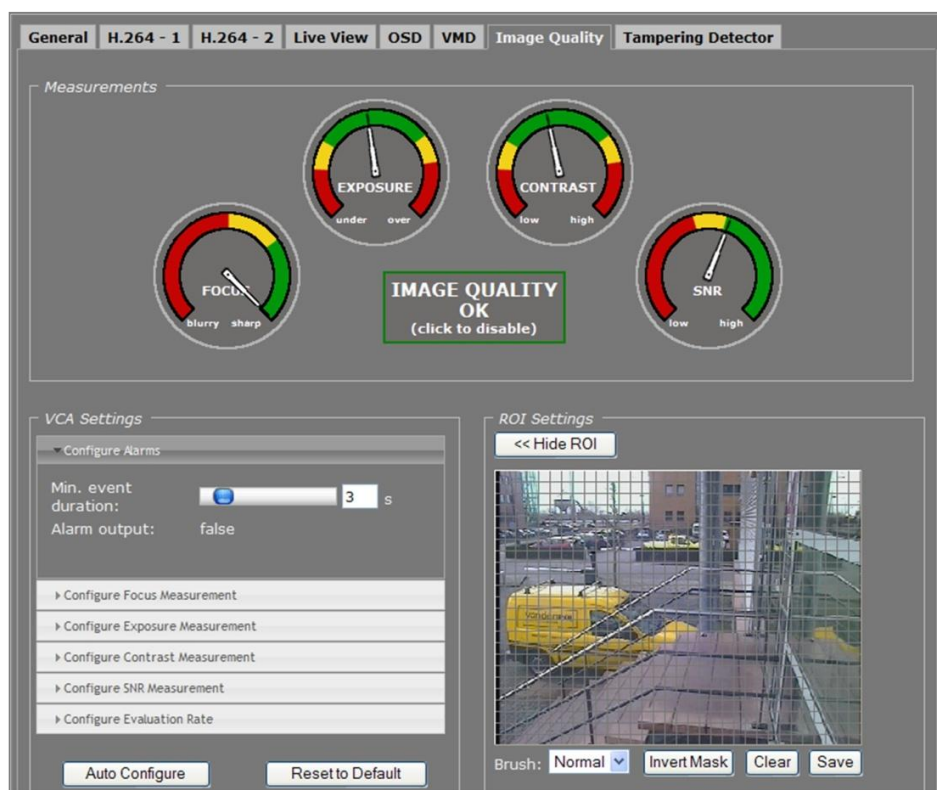 General H.264 - 1 H.264 - 2 Live View OSD VMD Image Quality Tampering Detector
Measurements
EXPOSURE
under over
CONTRAST
low high
FOCUS
blurry sharp
IMAGE QUALITY
OK
(click to disable)
SNR
low high
VCA Settings
Configure Alarms
Min. event
duration:
3 s
Alarm output: false
Configure Focus Measurement
Configure Exposure Measurement
Configure Contrast Measurement
Configure SNR Measurement
Configure Evaluation Rate
Auto Configure Reset to Default
ROI Settings
<< Hide ROI
Brush: Normal Invert Mask Clear Save